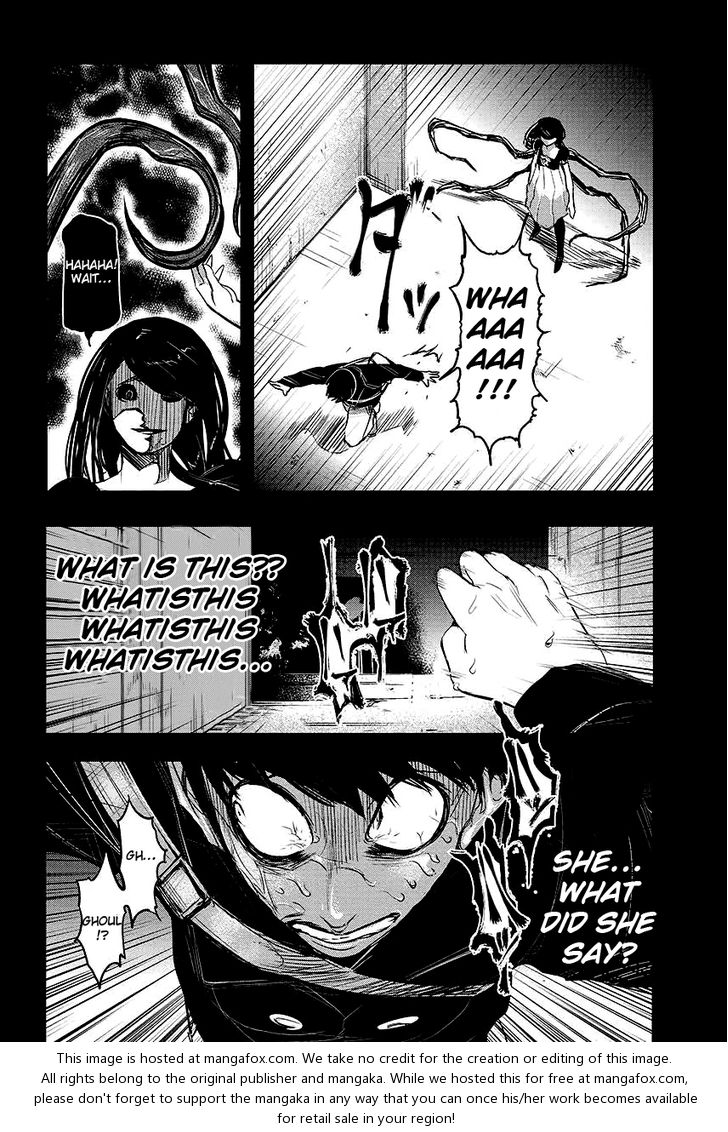 WHA
AAAA
AAA
!!!
ダッ
HAHAHA!
WAIT...
WHAT IS THIS??
WHATISTHIS
WHATISTHIS
WHATISTHIS...
GH...
GHOUL
!?
SHE...
WHAT
DID SHE
SAY?
This image is hosted at mangafox.com. We take no credit for the creation or editing of this image.
All rights belong to the original publisher and mangaka. While we hosted this for free at mangafox.com,
please don't forget to support the mangaka in any way that you can once his/her work becomes available
for retail sale in your region!